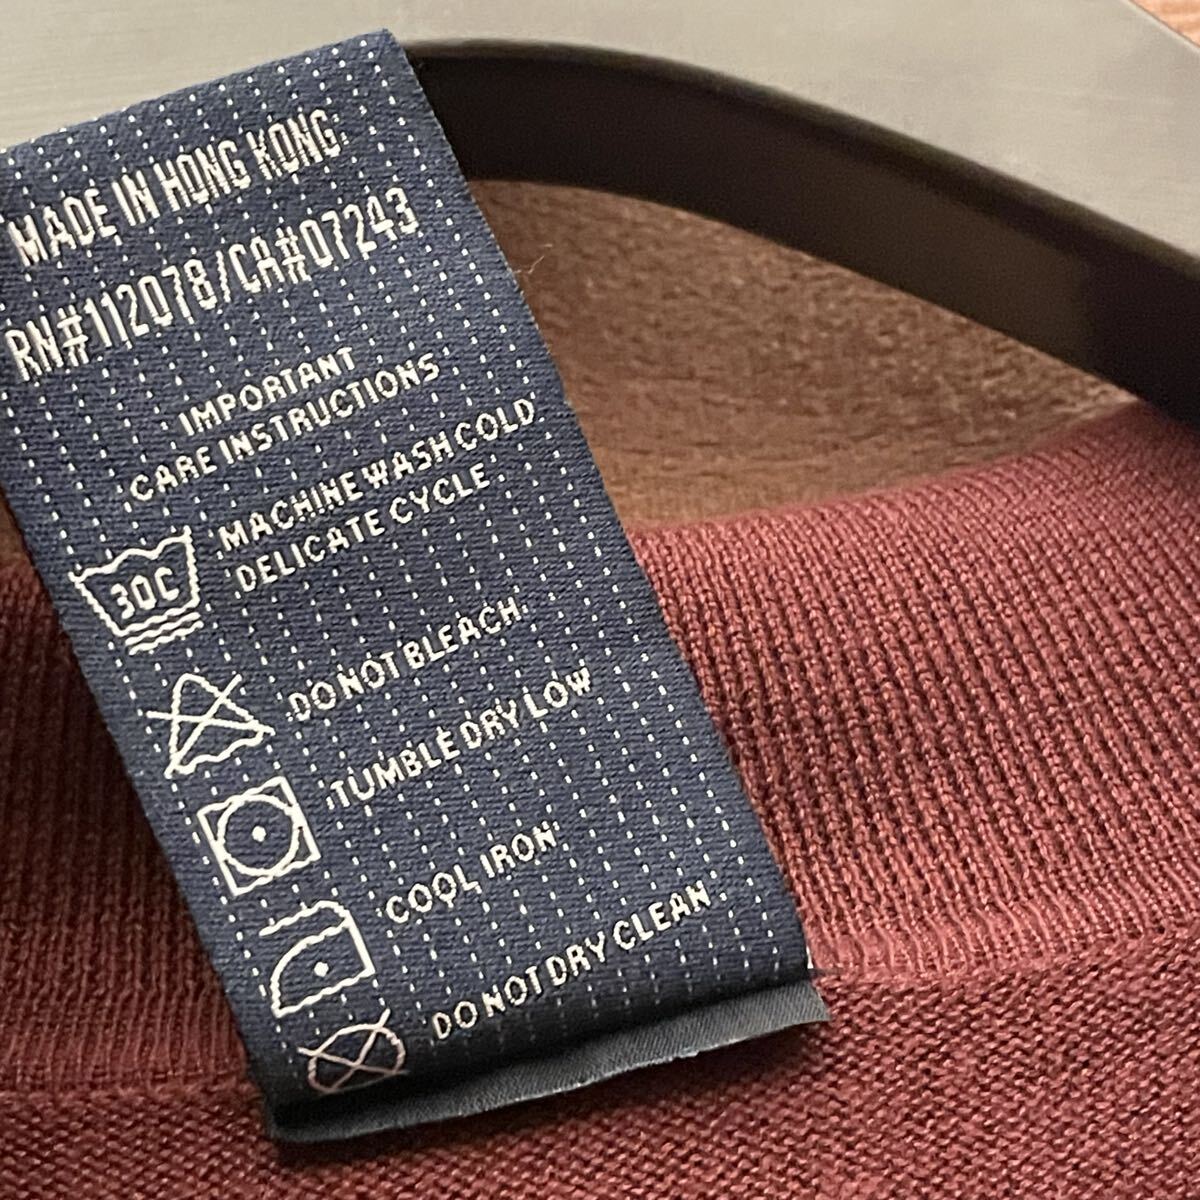 MADE IN HONG KONG
RN#112078/CA#07243
IMPORTANT
CARE INSTRUCTIONS
30C
MACHINE WASH COLD
DELICATE CYCLE
DO NOT BLEACH
TUMBLE DRY LOW
COOL IRON
DO NOT DRY CLEAN